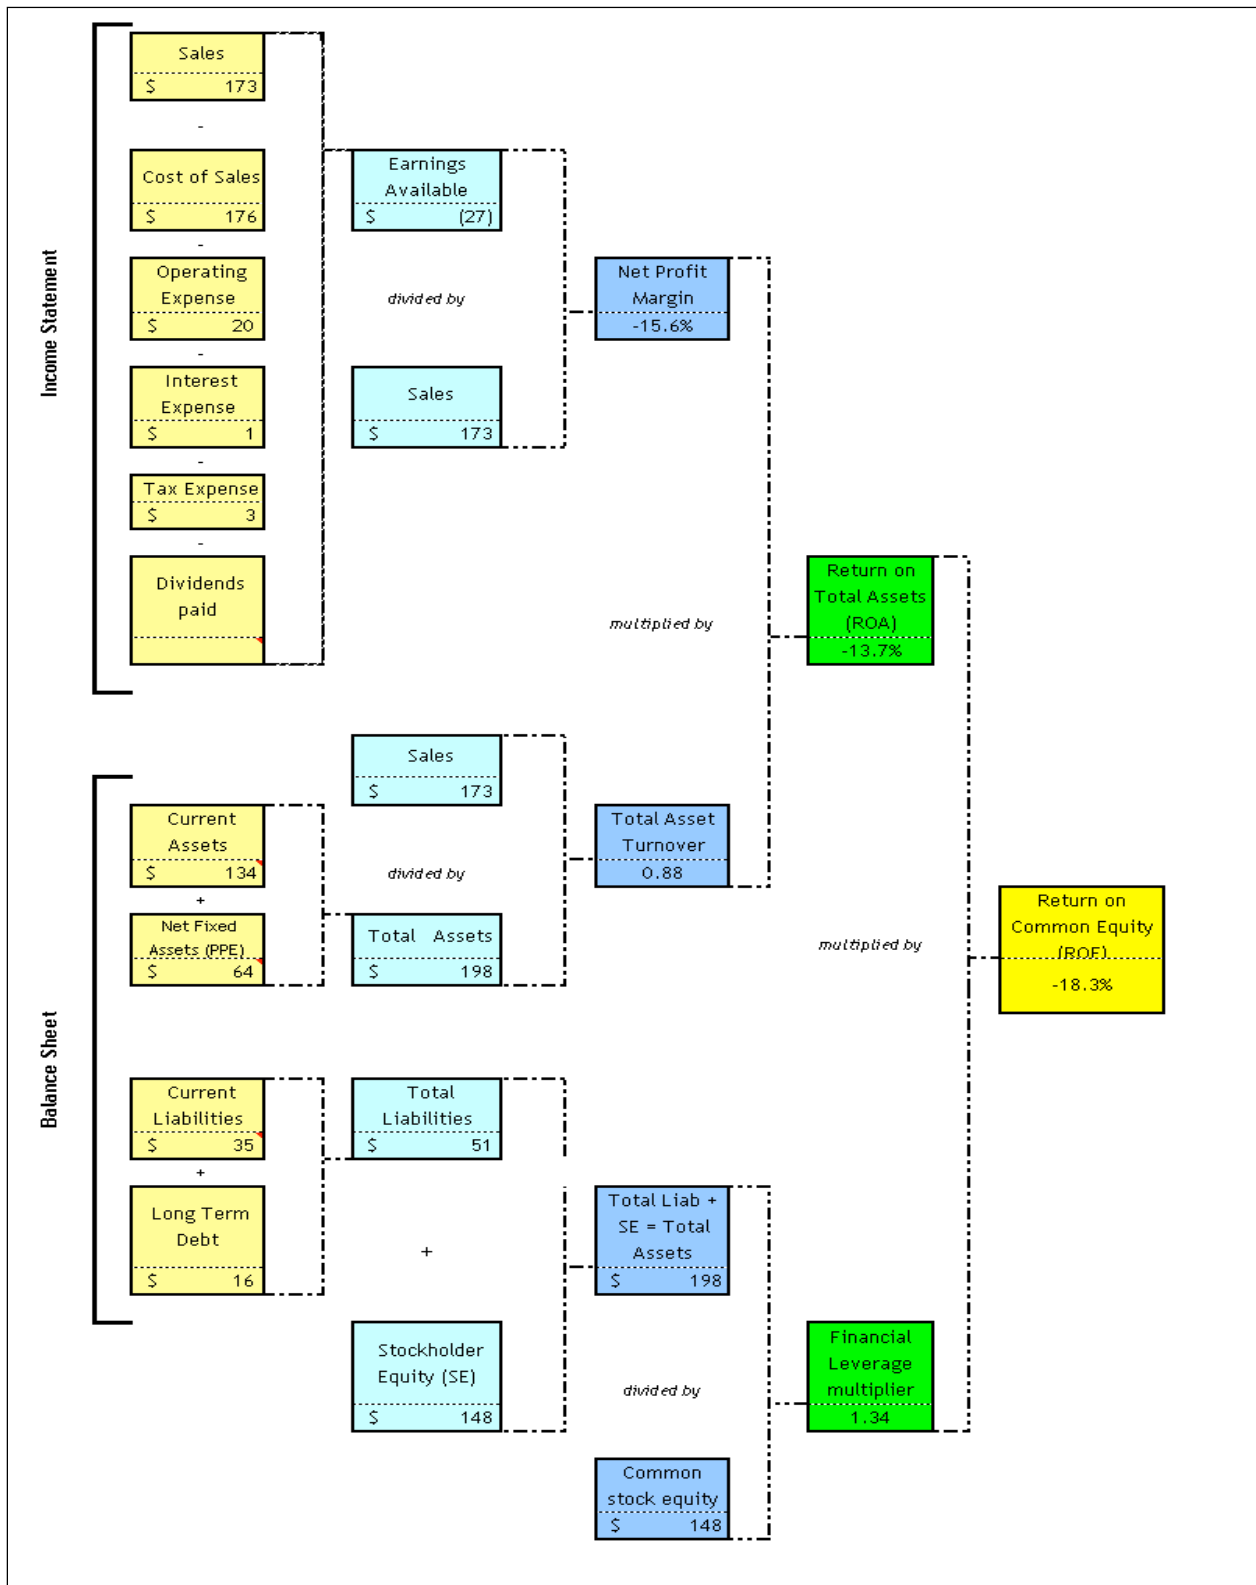 Income Statement
Sales
$ 173
-
Cost of Sales
$ 176
-
Operating
Expense
$ 20
-
Interest
Expense
$ 1
-
Tax Expense
$ 3
-
Dividends
paid
Earnings
Available
$ (27)
divided by
Sales
$ 173
Net Profit
Margin
-15.6%
multiplied by
Return on
Total Assets
(ROA)
-13.7%
Balance Sheet
Sales
$ 173
Current
Assets
$ 134
+
Net Fixed
Assets (PPE)
$ 64
divided by
Total Assets
$ 198
Total Asset
Turnover
0.88
multiplied by
Return on
Common Equity
(ROE)
-18.3%
Current
Liabilities
$ 35
+
Long Term
Debt
$ 16
Total
Liabilities
$ 51
+
Stockholder
Equity (SE)
$ 148
Total Liab +
SE = Total
Assets
$ 198
divided by
Common
stock equity
$ 148
Financial
Leverage
multiplier
1.34